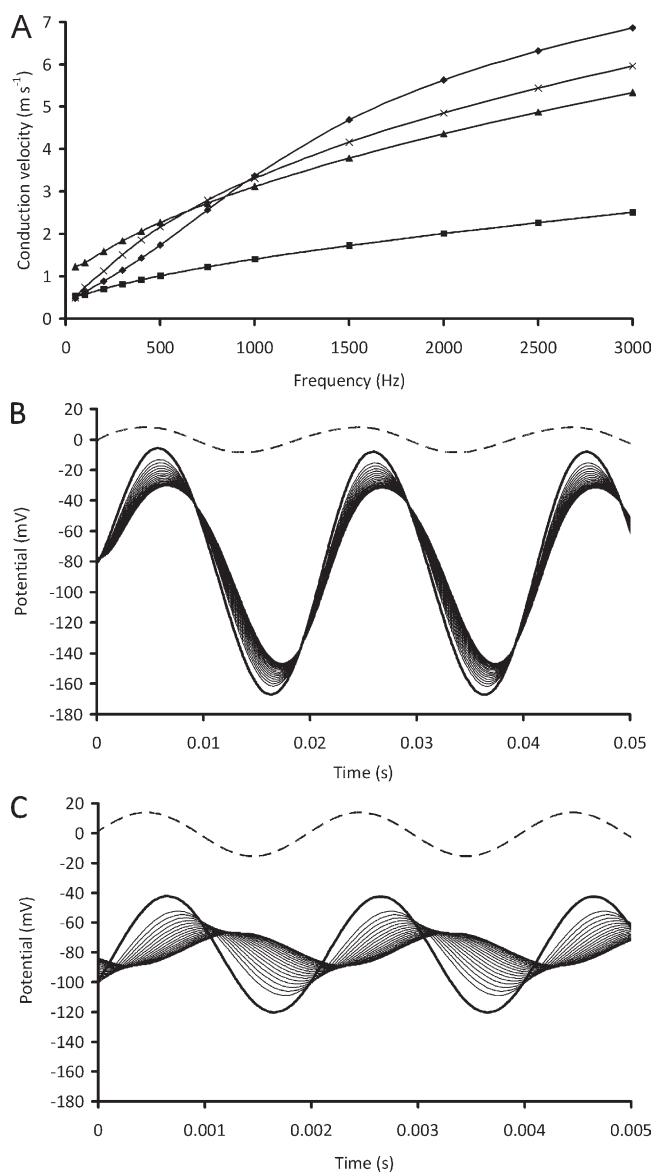 A
7
6
5
4
3
2
1
0
Conduction velocity (m s⁻¹)
0 500 1000 1500 2000 2500 3000
Frequency (Hz)
B
20
0
-20
-40
-60
-80
-100
-120
-140
-160
-180
Potential (mV)
0 0.01 0.02 0.03 0.04 0.05
Time (s)
C
20
0
-20
-40
-60
-80
-100
-120
-140
-160
-180
Potential (mV)
0 0.001 0.002 0.003 0.004 0.005
Time (s)